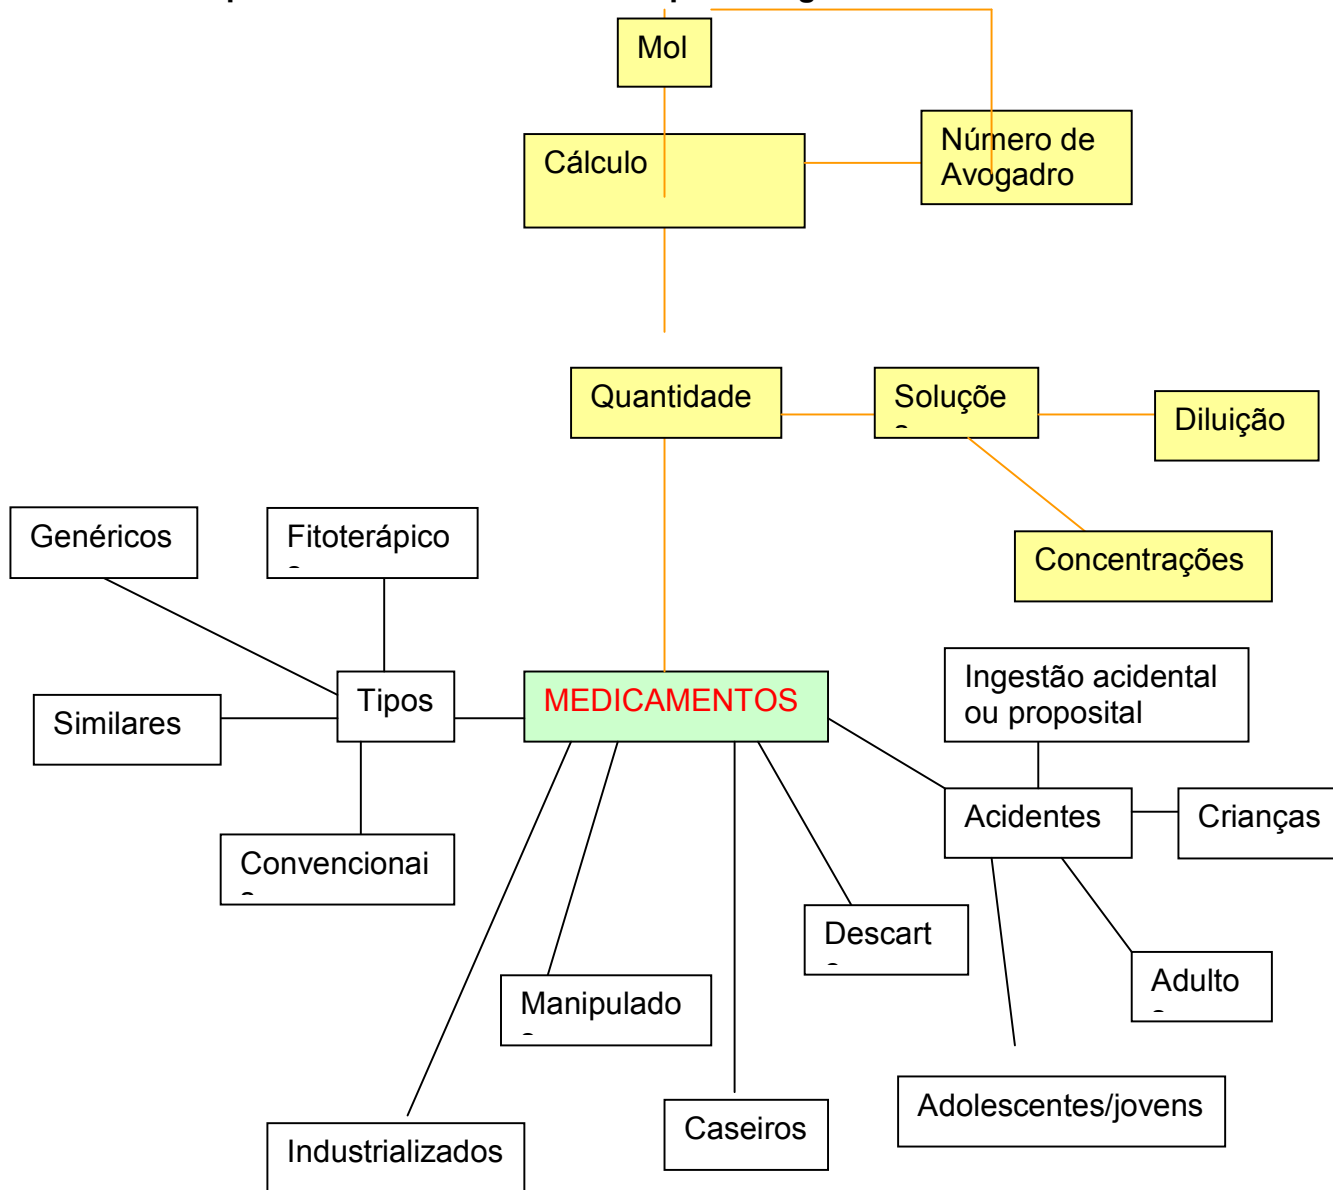 Mol
Cálculo
Número de
Avogadro
Quantidade
Soluçõe
Diluição
Concentrações
Genéricos
Fitoterápico
Similares
Tipos
MEDICAMENTOS
Ingestão acidental
ou proposital
Acidentes
Crianças
Convencionai
Descart
Manipulado
Adulto
Adolescentes/jovens
Caseiros
Industrializados